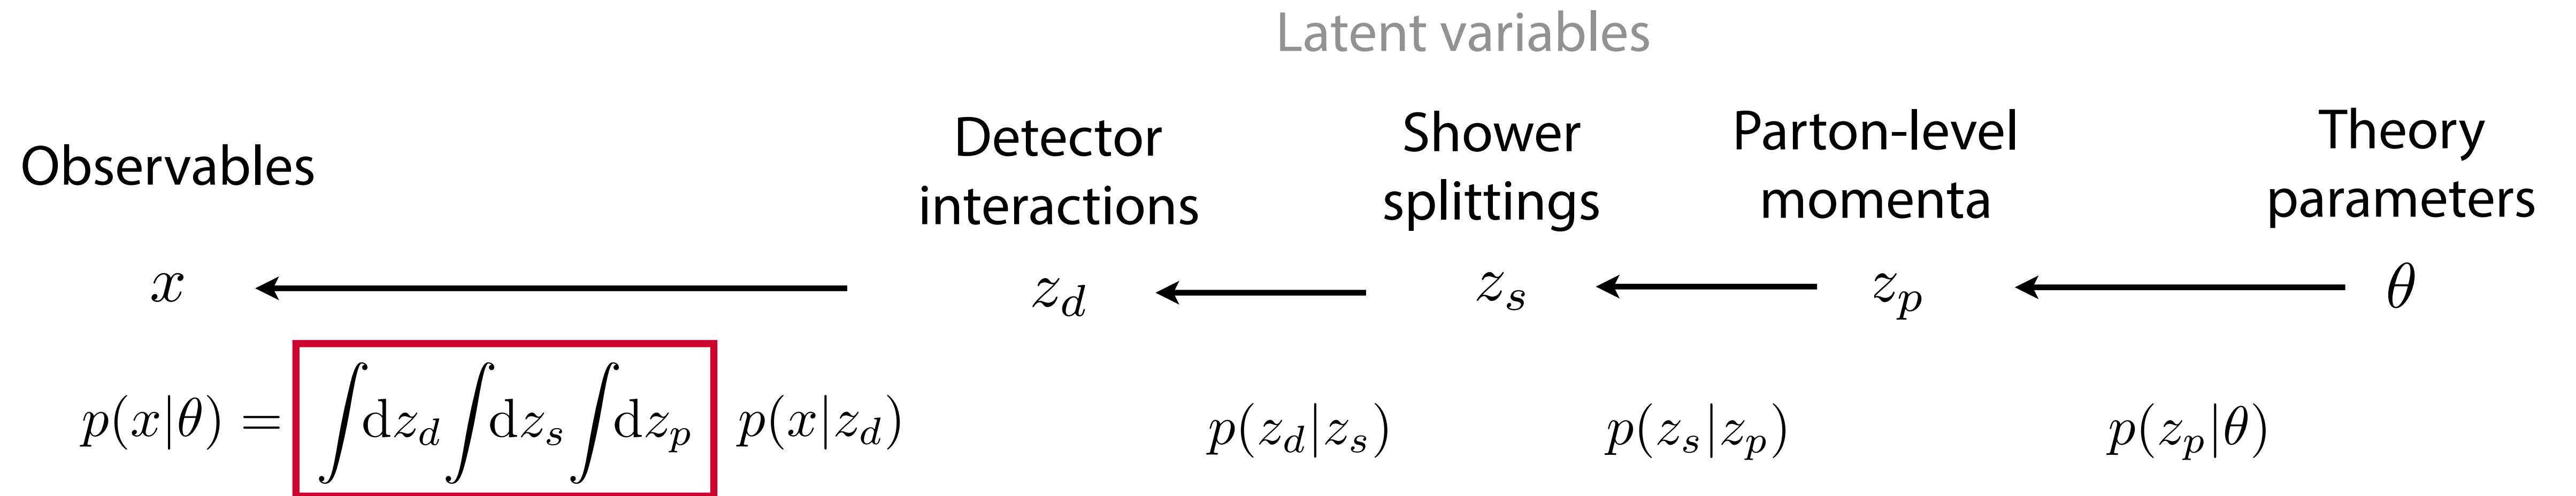 Latent variables
Observables
Detector
interactions
Shower
splittings
Parton-level
momenta
Theory
parameters
x ← z_d ← z_s ← z_p ← θ
p(x|θ) = ∫dz_d ∫dz_s ∫dz_p p(x|z_d) p(z_d|z_s) p(z_s|z_p) p(z_p|θ)